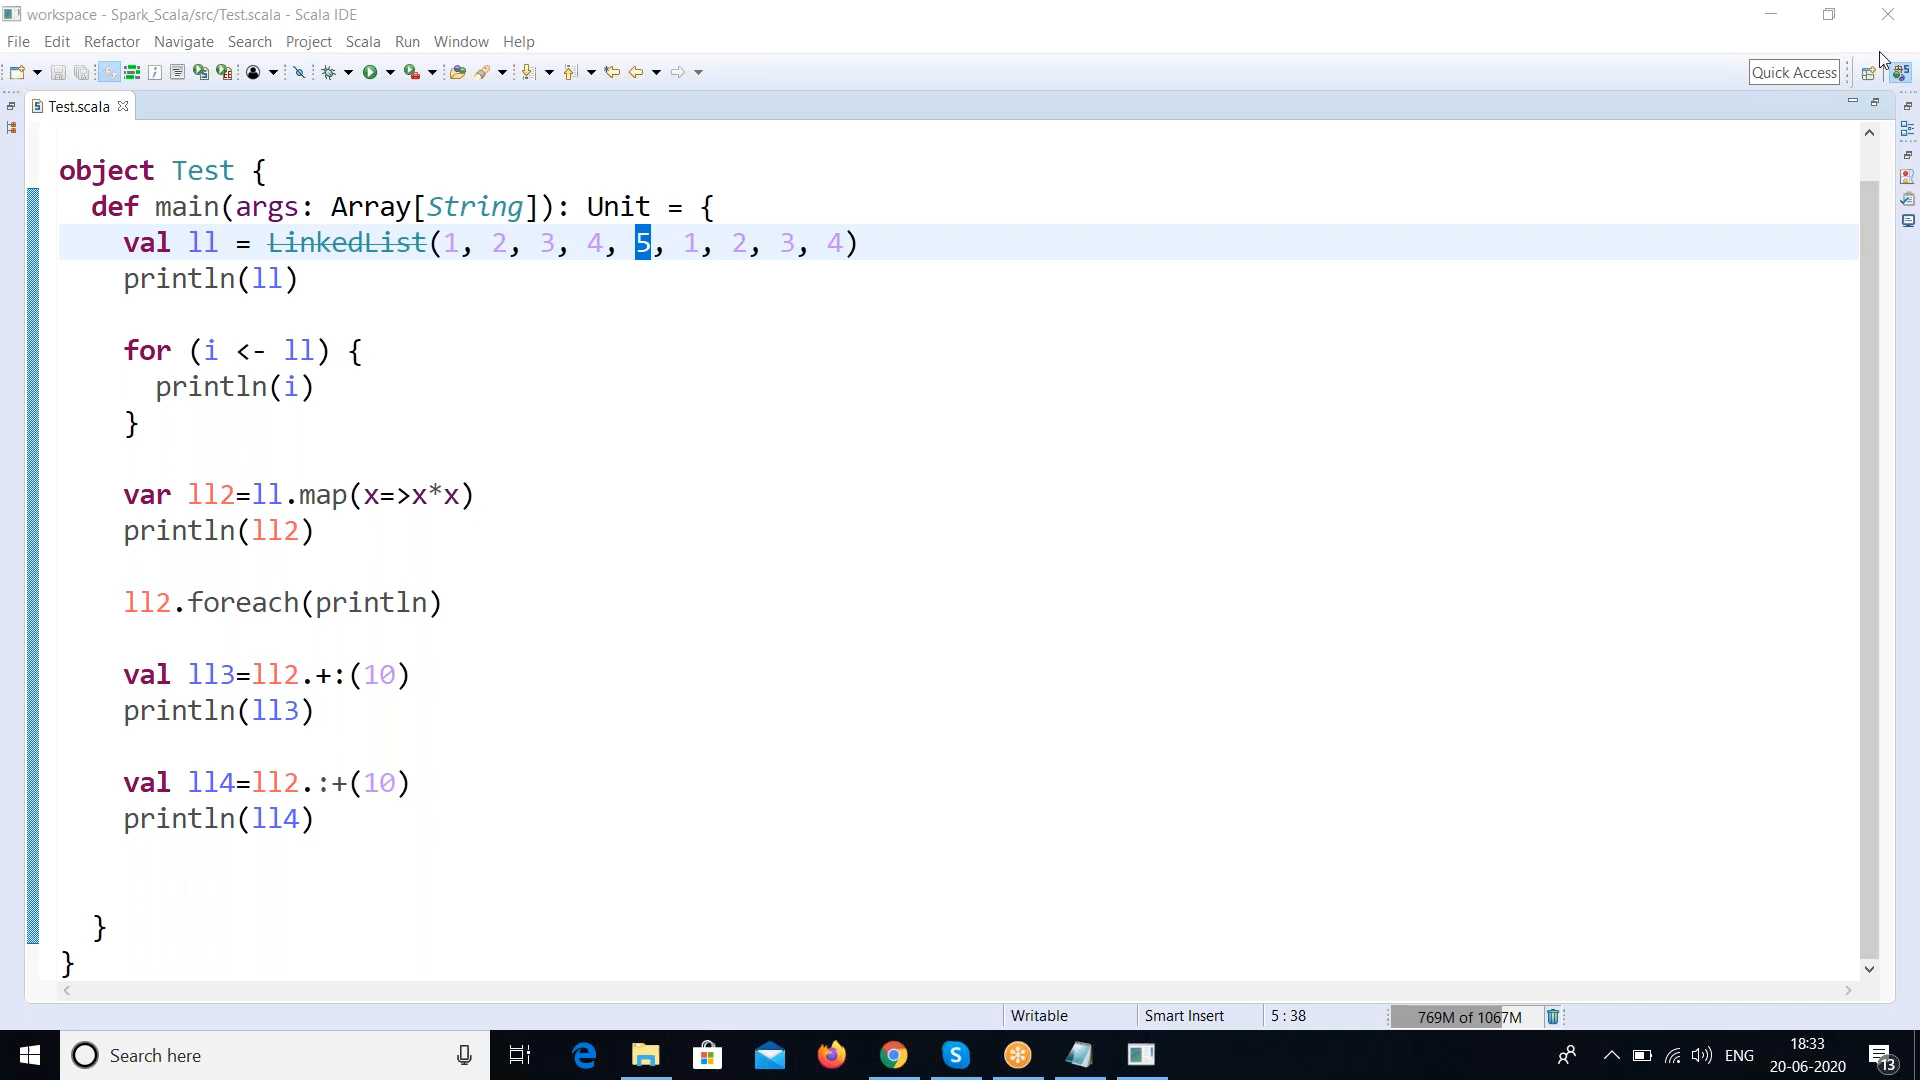 workspace - Spark_Scala/src/Test.scala - Scala IDE
File Edit Refactor Navigate Search Project Scala Run Window Help
Quick Access
Test.scala
object Test {
def main(args: Array[String]): Unit = {
val ll = LinkedList(1, 2, 3, 4, 5, 1, 2, 3, 4)
println(ll)
for (i <- ll) {
println(i)
}
var ll2=ll.map(x=>x*x)
println(ll2)
ll2.foreach(println)
val ll3=ll2.+:(10)
println(ll3)
val ll4=ll2.:+(10)
println(ll4)
}
}
Writable Smart Insert 5 : 38 769M of 1067M
Search here
ENG
18:33
20-06-2020
13